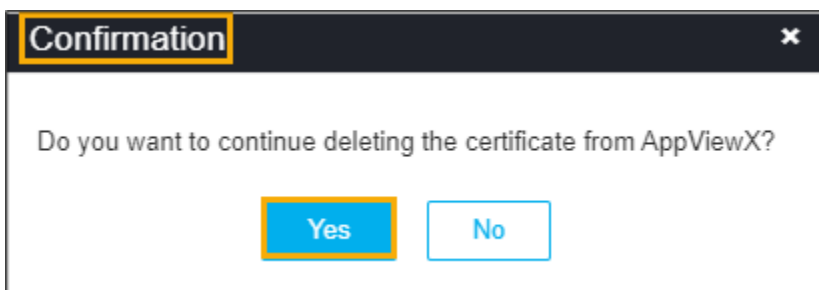 Confirmation ×
Do you want to continue deleting the certificate from AppViewX?
Yes No